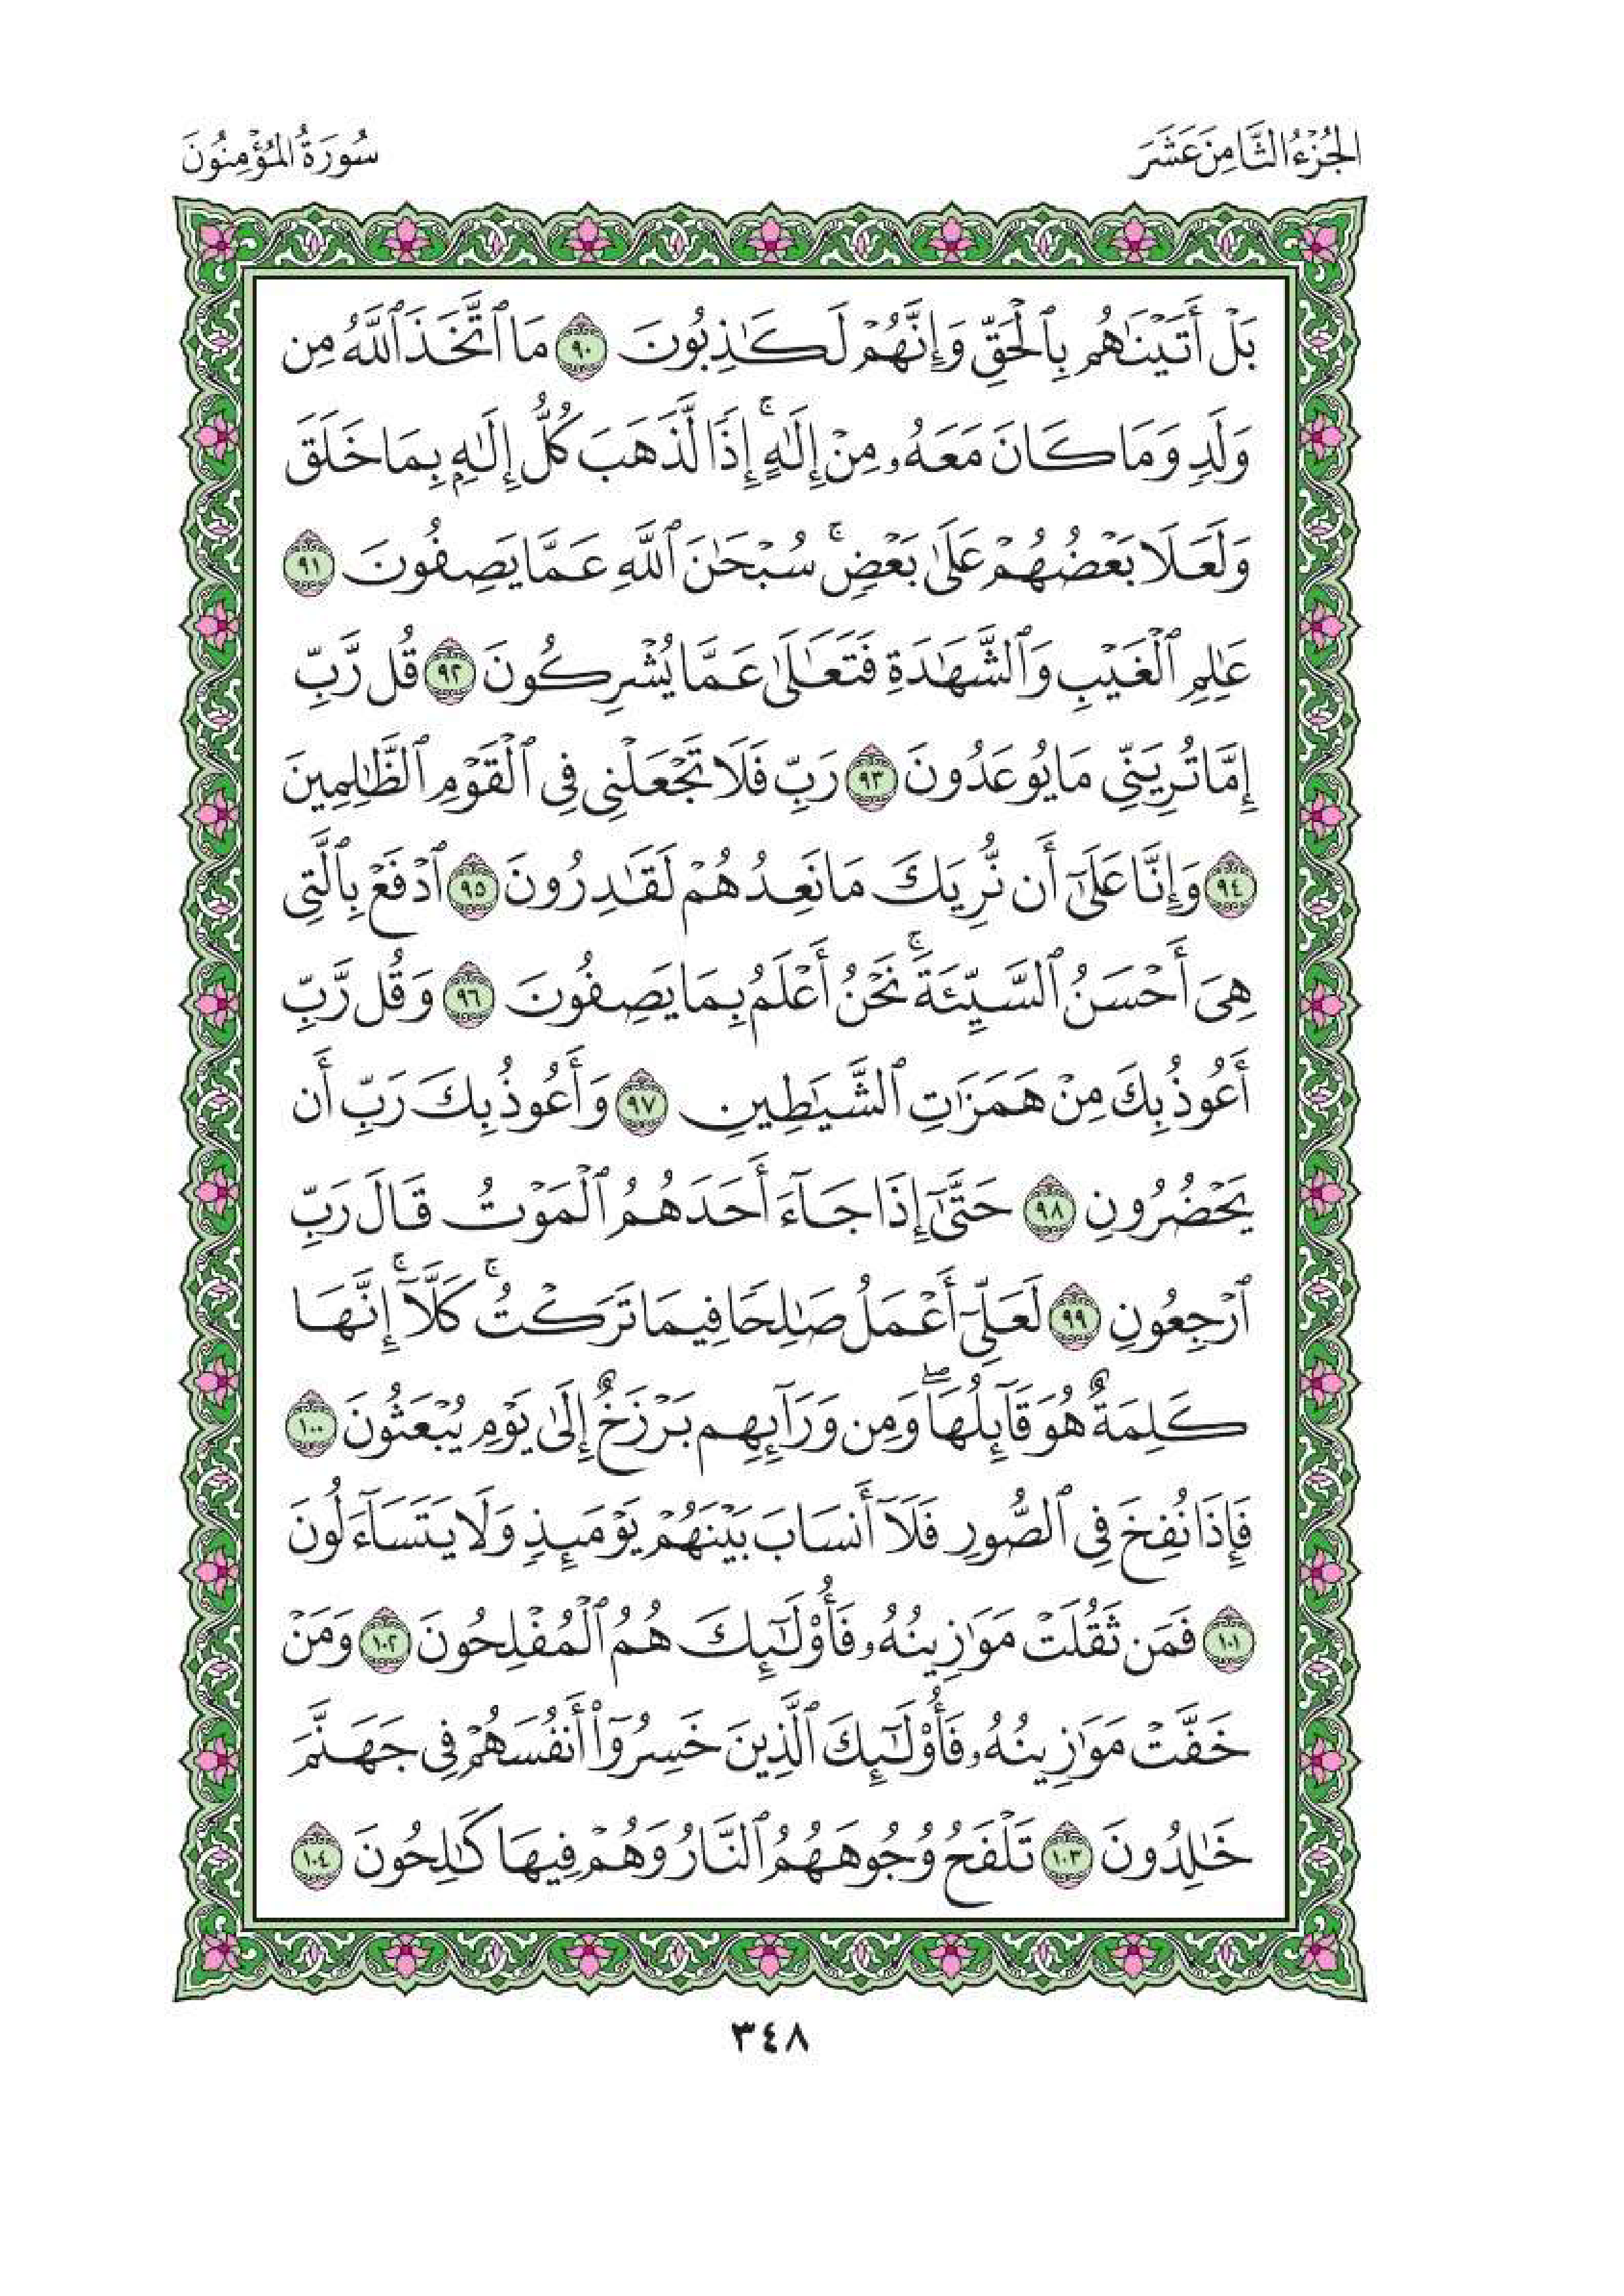 الجُزْءُ الثَّامِنَ عَشَرَ
سُورَةُ المُؤْمِنُونَ
بَلْ أَتَيْنَٰهُم بِٱلْحَقِّ وَإِنَّهُمْ لَكَٰذِبُونَ ٩٠ مَا ٱتَّخَذَ ٱللَّهُ مِن
وَلَدٍ وَمَا كَانَ مَعَهُۥ مِنْ إِلَٰهٍ ۚ إِذًا لَّذَهَبَ كُلُّ إِلَٰهٍۭ بِمَا خَلَقَ
وَلَعَلَا بَعْضُهُمْ عَلَىٰ بَعْضٍ ۚ سُبْحَٰنَ ٱللَّهِ عَمَّا يَصِفُونَ ٩١
عَٰلِمِ ٱلْغَيْبِ وَٱلشَّهَٰدَةِ فَتَعَٰلَىٰ عَمَّا يُشْرِكُونَ ٩٢ قُل رَّبِّ
إِمَّا تُرِيَنِّى مَا يُوعَدُونَ ٩٣ رَبِّ فَلَا تَجْعَلْنِى فِى ٱلْقَوْمِ ٱلظَّٰلِمِينَ
٩٤ وَإِنَّا عَلَىٰٓ أَن نُّرِيَكَ مَا نَعِدُهُمْ لَقَٰدِرُونَ ٩٥ ٱدْفَعْ بِٱلَّتِى
هِىَ أَحْسَنُ ٱلسَّيِّئَةَ ۚ نَحْنُ أَعْلَمُ بِمَا يَصِفُونَ ٩٦ وَقُل رَّبِّ
أَعُوذُ بِكَ مِنْ هَمَزَٰتِ ٱلشَّيَٰطِينِ ٩٧ وَأَعُوذُ بِكَ رَبِّ أَن
يَحْضُرُونِ ٩٨ حَتَّىٰٓ إِذَا جَآءَ أَحَدَهُمُ ٱلْمَوْتُ قَالَ رَبِّ
ٱرْجِعُونِ ٩٩ لَعَلِّىٓ أَعْمَلُ صَٰلِحًا فِيمَا تَرَكْتُ ۚ كَلَّآ ۚ إِنَّهَا
كَلِمَةٌ هُوَ قَآئِلُهَا ۖ وَمِن وَرَآئِهِم بَرْزَخٌ إِلَىٰ يَوْمِ يُبْعَثُونَ ١٠٠
فَإِذَا نُفِخَ فِى ٱلصُّورِ فَلَآ أَنسَابَ بَيْنَهُمْ يَوْمَئِذٍ وَلَا يَتَسَآءَلُونَ
١٠١ فَمَن ثَقُلَتْ مَوَٰزِينُهُۥ فَأُو۟لَٰٓئِكَ هُمُ ٱلْمُفْلِحُونَ ١٠٢ وَمَنْ
خَفَّتْ مَوَٰزِينُهُۥ فَأُو۟لَٰٓئِكَ ٱلَّذِينَ خَسِرُوٓا۟ أَنفُسَهُمْ فِى جَهَنَّمَ
خَٰلِدُونَ ١٠٣ تَلْفَحُ وُجُوهَهُمُ ٱلنَّارُ وَهُمْ فِيهَا كَٰلِحُونَ ١٠٤
٣٤٨